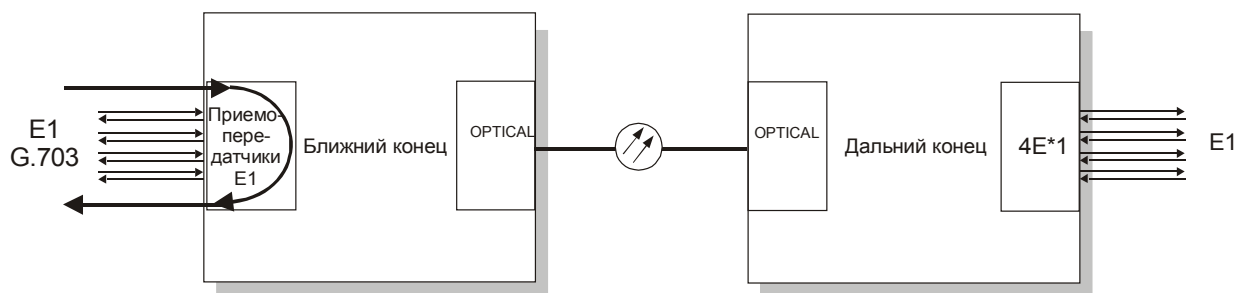 E1
G.703
Приемо-
пере-
датчики
E1
Ближний конец
OPTICAL
OPTICAL
Дальний конец
4E*1
E1